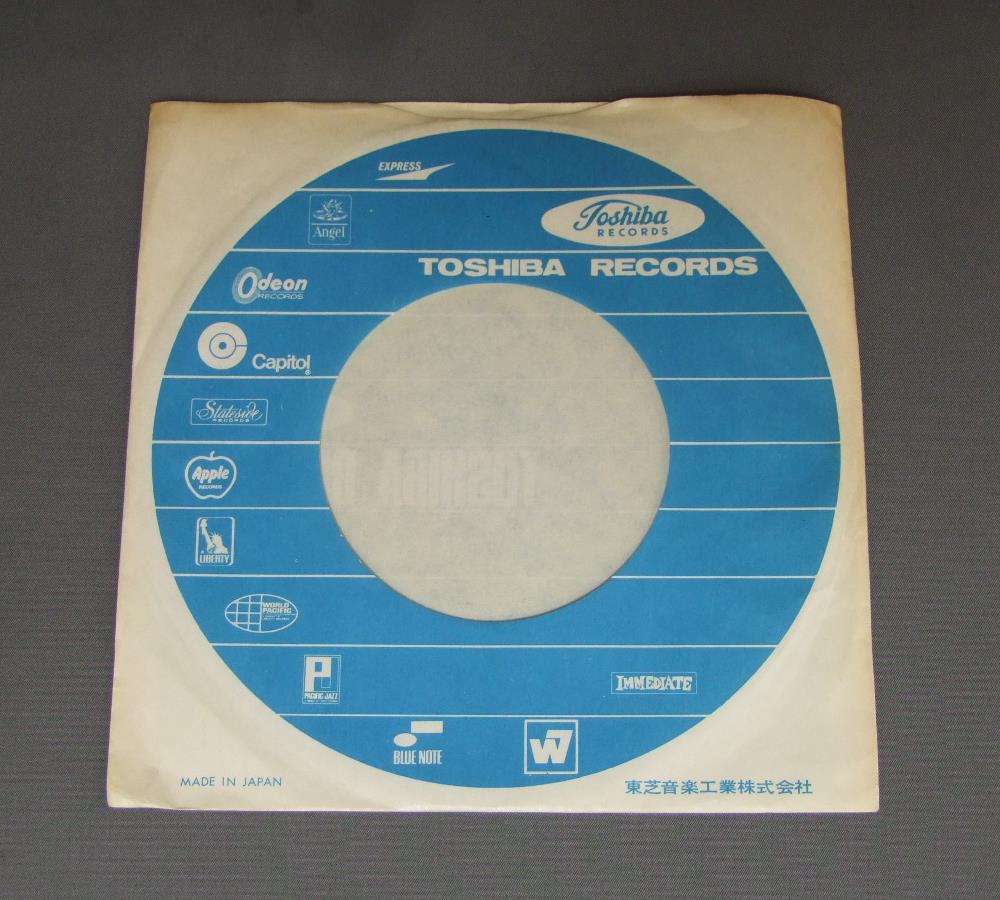 EXPRESS
Angel
Toshiba
RECORDS
TOSHIBA RECORDS
Odeon
RECORDS
Capitol
Stateside
RECORDS
Apple
RECORDS
LIBERTY
WORLD
PACIFIC
P
PACIFIC JAZZ
IMMEDIATE
BLUE NOTE
W7
MADE IN JAPAN
東芝音楽工業株式会社